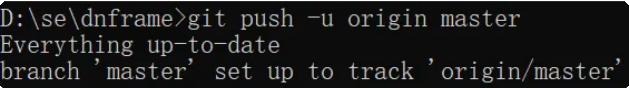 D:\se\dnframe>git push -u origin master
Everything up-to-date
branch 'master' set up to track 'origin/master'